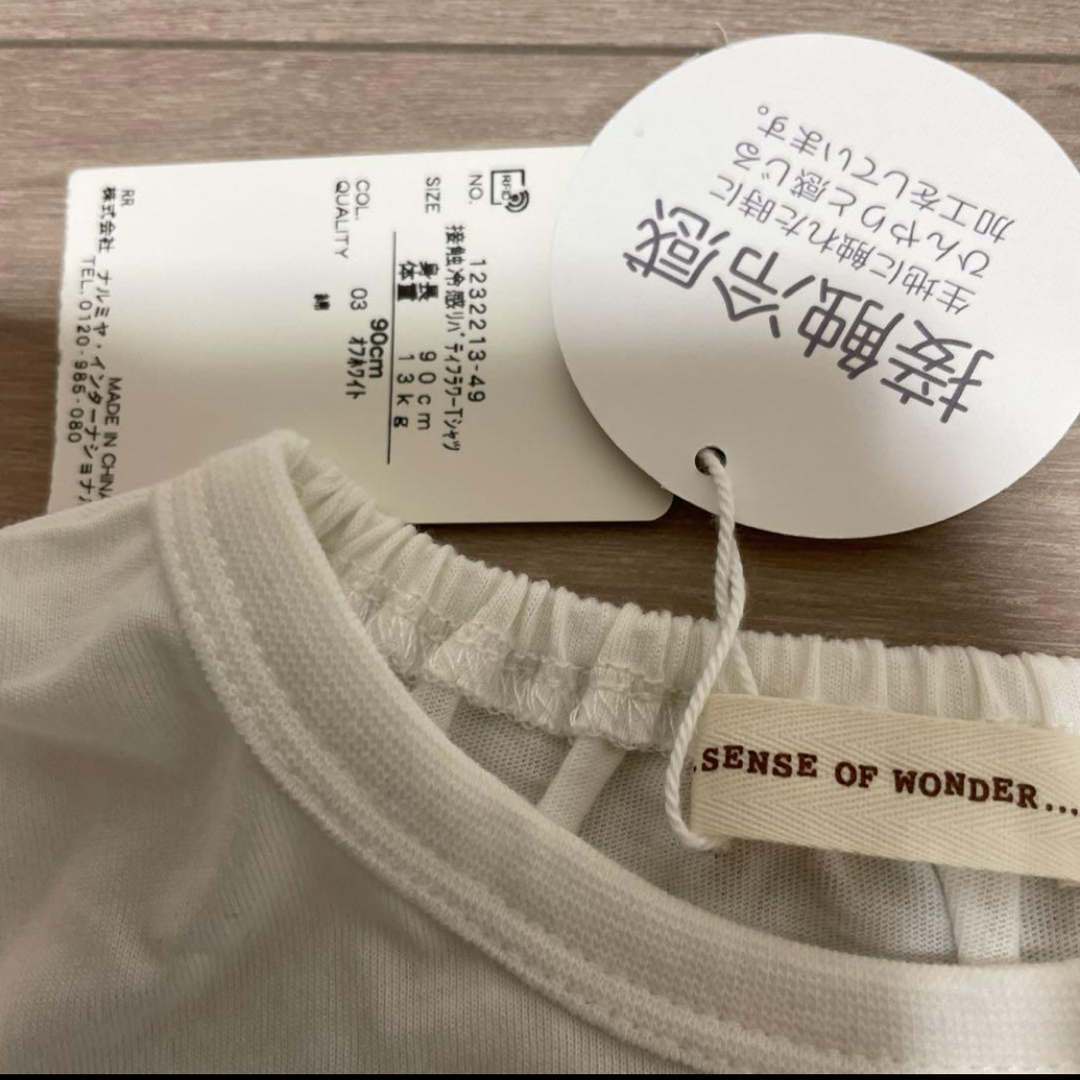 接触冷感
生地に触れた時に
ひんやりと感じる
加工をしています。
RFID
NO. 1232213-49
接触冷感リバティフラワーTシャツ
SIZE 身長 90cm
体重 13kg
90cm
COL. 03 オフホワイト
QUALITY 綿
MADE IN CHINA
RR
株式会社 ナルミヤ・インターナショナル
TEL.0120-985-080
SENSE OF WONDER...